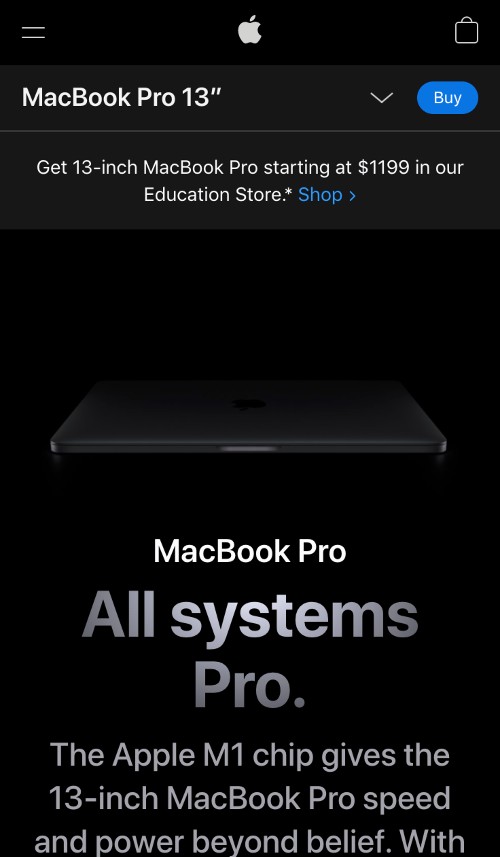 MacBook Pro 13″
Buy
Get 13-inch MacBook Pro starting at $1199 in our
Education Store.* Shop >
MacBook Pro
All systems
Pro.
The Apple M1 chip gives the
13-inch MacBook Pro speed
and power beyond belief. With